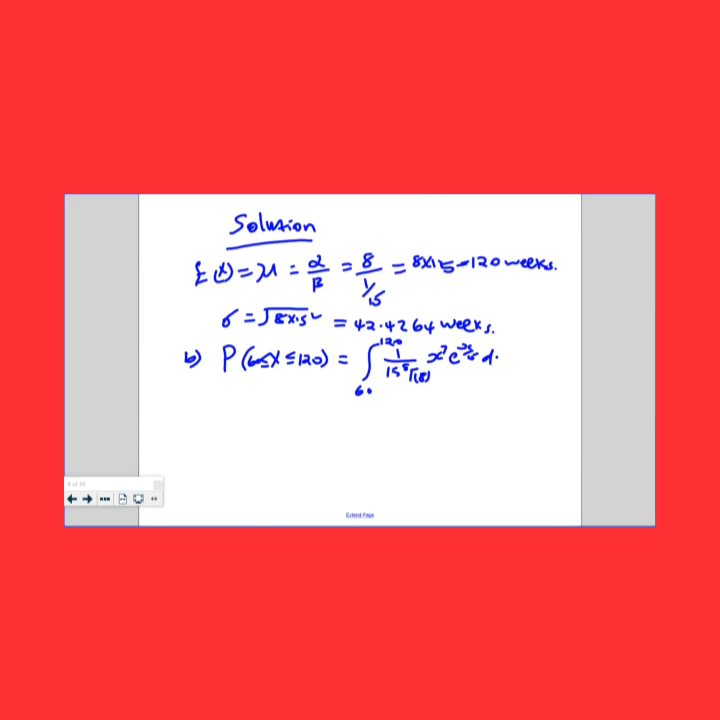 Solution
E(x) = μ = α/β = 8/(1/15) = 8×15 = 120 weeks.
σ = √8×15² = 42.4264 weeks.
b) P(60≤X≤120) = ∫₆₀¹²⁰ 1/(15⁸Γ(8)) x⁷ e
Extend Page